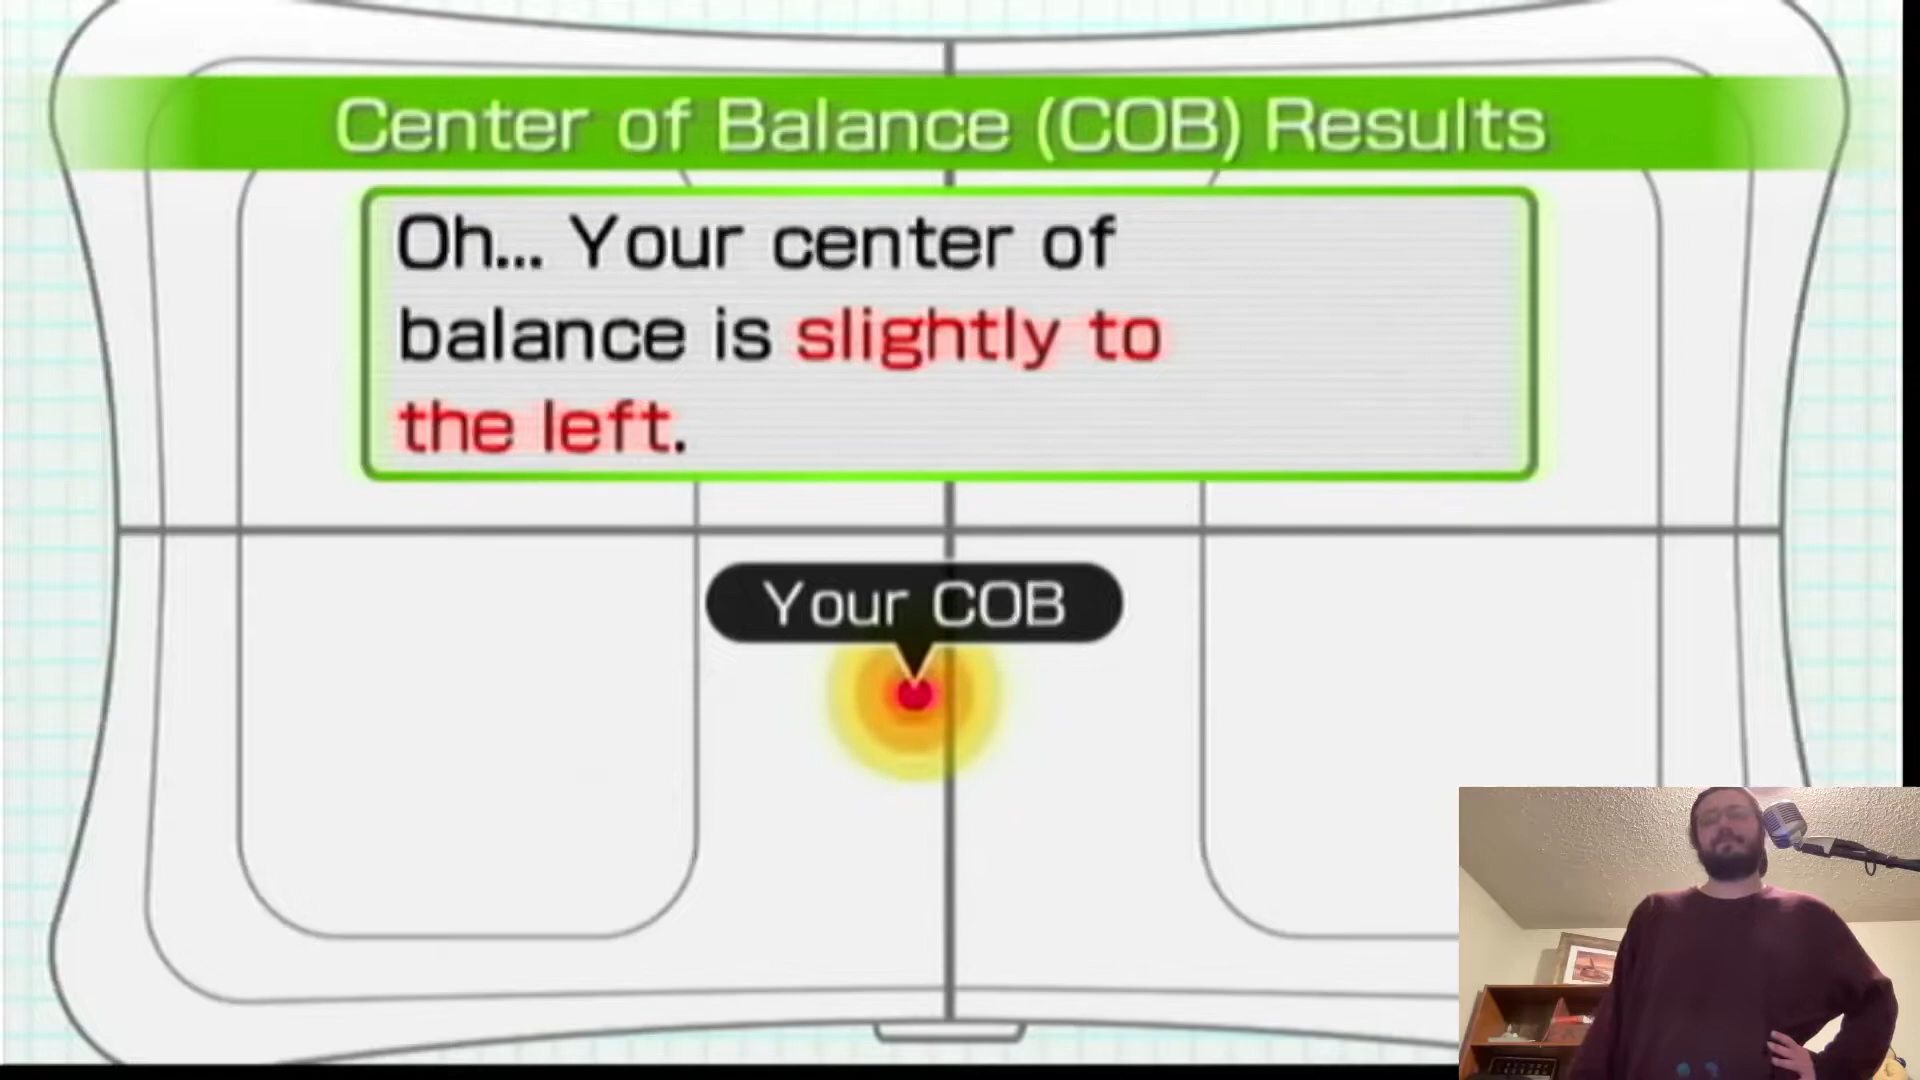 Center of Balance (COB) Results
Oh... Your center of
balance is slightly to
the left.
Your COB